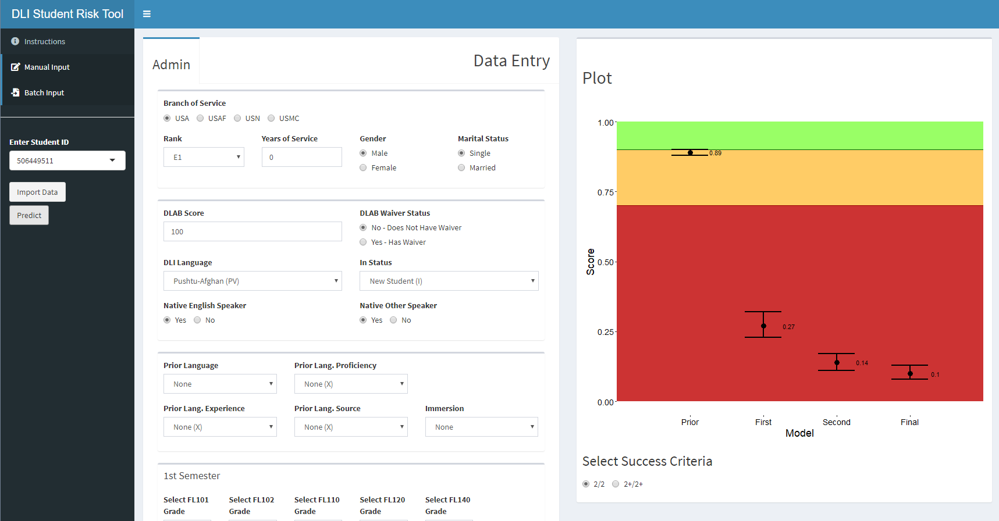 DLI Student Risk Tool
Instructions
Manual Input
Batch Input
Enter Student ID
506449511
Import Data
Predict
Admin
Data Entry
Branch of Service
USA USAF USN USMC
Rank Years of Service Gender Marital Status
E1 0 Male Single
Female Married
DLAB Score DLAB Waiver Status
100 No - Does Not Have Waiver
Yes - Has Waiver
DLI Language In Status
Pushtu-Afghan (PV) New Student (I)
Native English Speaker Native Other Speaker
Yes No Yes No
Prior Language Prior Lang. Proficiency
None None (X)
Prior Lang. Experience Prior Lang. Source Immersion
None (X) None (X) None
1st Semester
Select FL101 Select FL102 Select FL110 Select FL120 Select FL140
Grade Grade Grade Grade Grade
Plot
1.00
0.89
0.75
Score
0.50
0.27
0.25
0.14
0.1
0.00
Prior First Second Final
Model
Select Success Criteria
2/2 2+/2+